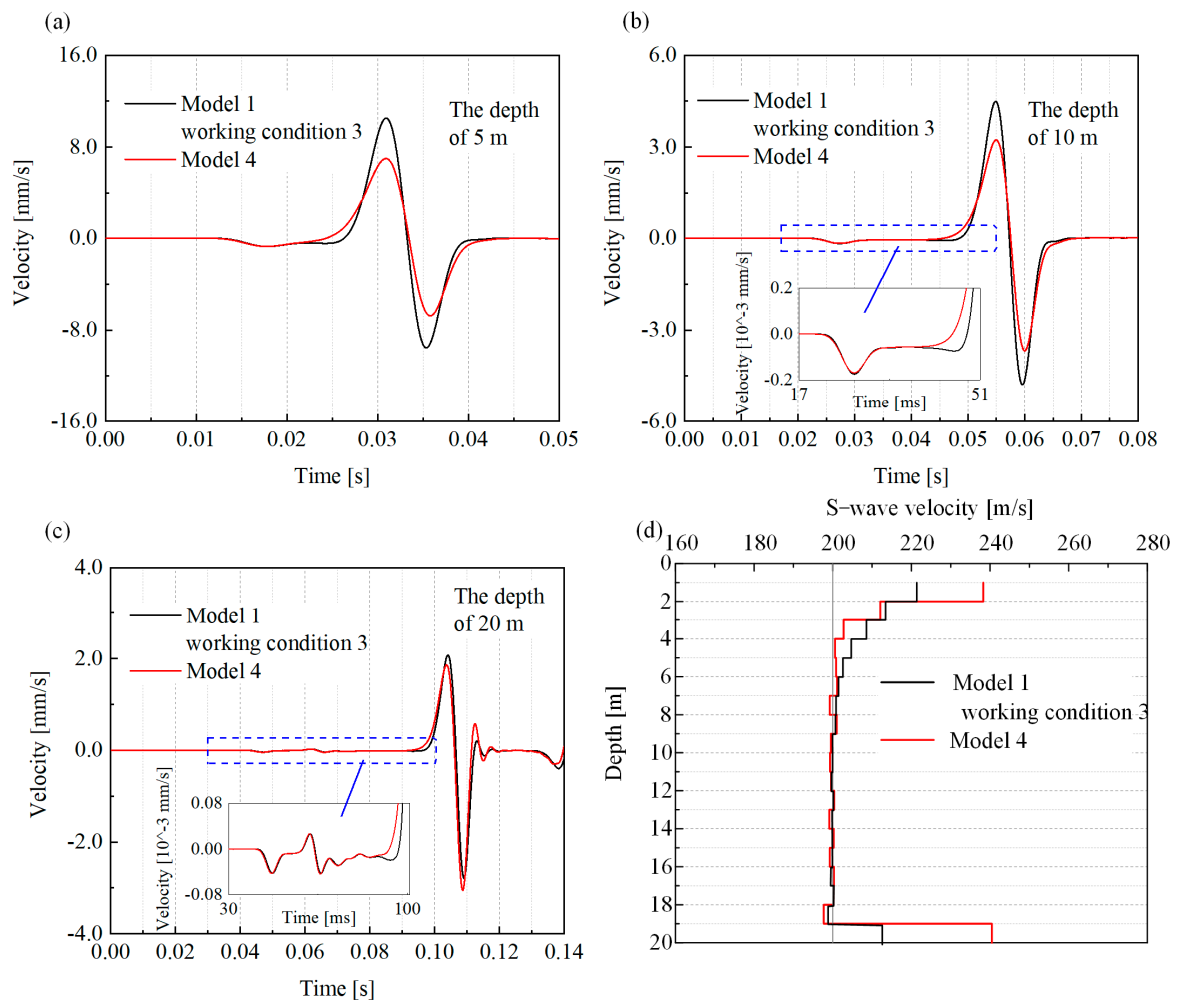 (a)
16.0
8.0
0.0
-8.0
-16.0
Velocity [mm/s]
Model 1
working condition 3
Model 4
The depth
of 5 m
0.00 0.01 0.02 0.03 0.04 0.05
Time [s]
(b)
6.0
3.0
0.0
-3.0
-6.0
Velocity [mm/s]
Model 1
working condition 3
Model 4
The depth
of 10 m
Velocity [10^-3 mm/s]
0.2
0.0
-0.2
17 51
Time [ms]
0.00 0.01 0.02 0.03 0.04 0.05 0.06 0.07 0.08
Time [s]
(c)
4.0
2.0
0.0
-2.0
-4.0
Velocity [mm/s]
Model 1
working condition 3
Model 4
The depth
of 20 m
Velocity [10^-3 mm/s]
0.08
0.00
-0.08
30 100
Time [ms]
0.00 0.02 0.04 0.06 0.08 0.10 0.12 0.14
Time [s]
(d)
S-wave velocity [m/s]
160 180 200 220 240 260 280
0
2
4
6
8
10
12
14
16
18
20
Depth [m]
Model 1
working condition 3
Model 4